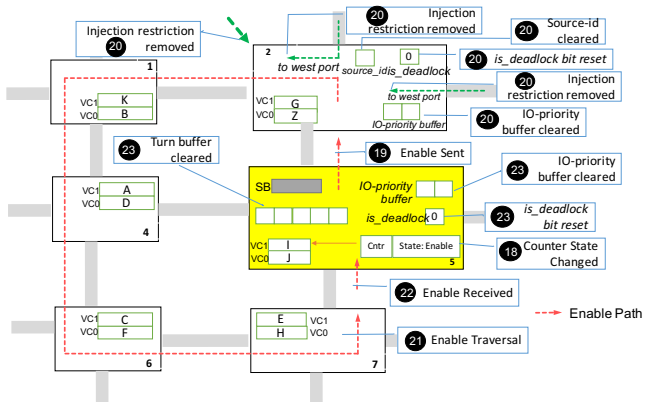 Injection restriction
20 removed
20 Injection
restriction removed
20 Source-id
cleared
20 is_deadlock bit reset
20 Injection
restriction removed
20 IO-priority
buffer cleared
1
VC1 K
VC0 B
2
to west port
source_id
is_deadlock
0
to west port
VC1 G
VC0 Z
IO-priority buffer
23 Turn buffer
cleared
19 Enable Sent
23 IO-priority
buffer cleared
VC1 A
VC0 D
4
SB
IO-priority
buffer
is_deadlock 0
23 is_deadlock
bit reset
VC1 I
VC0 J
Cntr State: Enable
5
18 Counter State
Changed
22 Enable Received
Enable Path
VC1 C
VC0 F
6
E VC1
H VC0
7
21 Enable Traversal